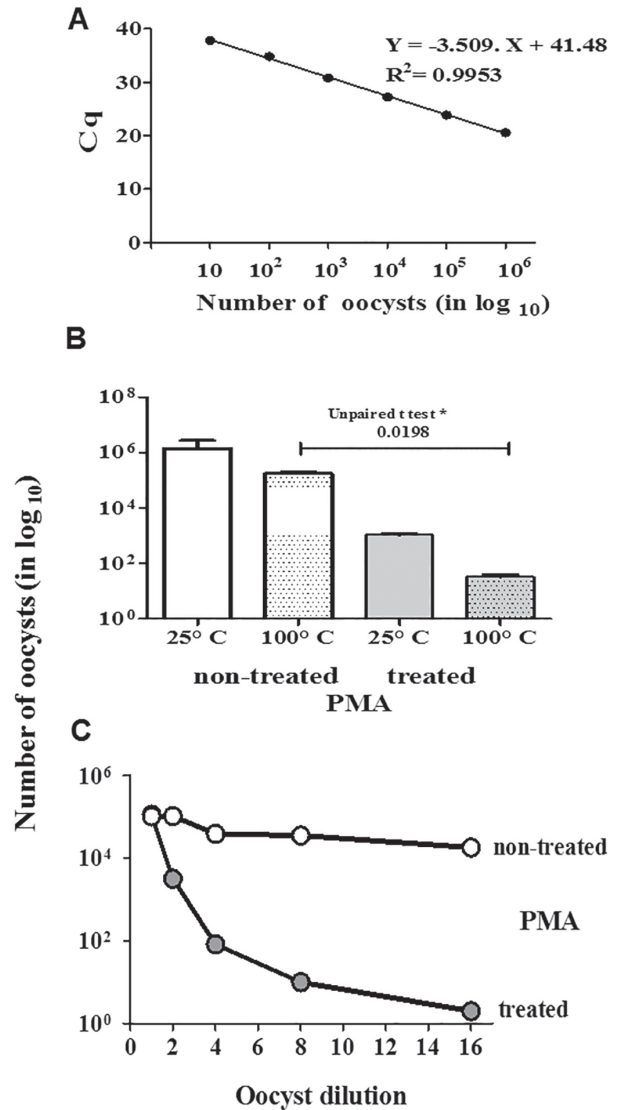 A
40
30
20
10
0
Cq
Y = -3.509. X + 41.48
R²= 0.9953
10 10² 10³ 10⁴ 10⁵ 10⁶
Number of oocysts (in log ₁₀)
B
10⁸
10⁶
10⁴
10²
10⁰
Unpaired t test *
0.0198
25° C 100° C 25° C 100° C
non-treated treated
PMA
Number of oocysts (in log ₁₀)
C
10⁶
10⁴
10²
10⁰
non-treated
PMA
treated
0 2 4 6 8 10 12 14 16
Oocyst dilution